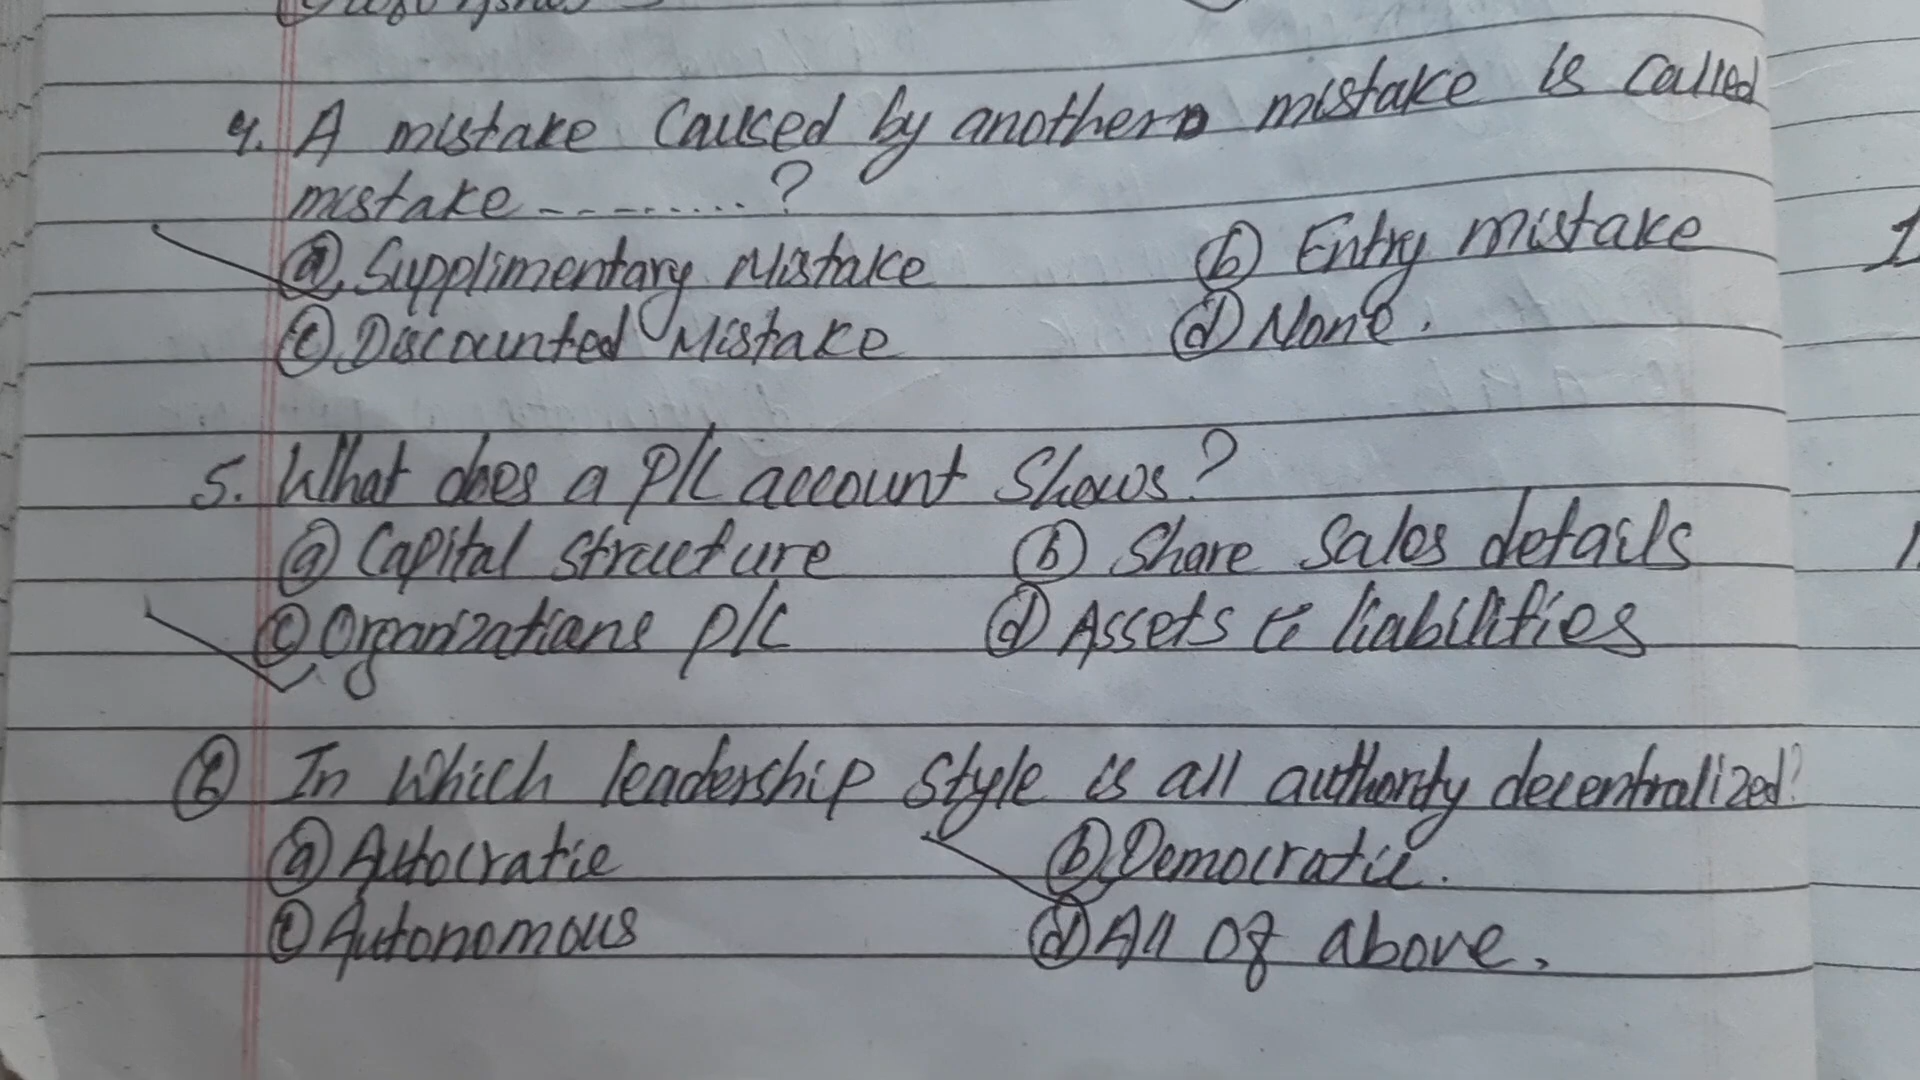 4. A mistake caused by another mistake is called
mistake ---------?
(a) Supplimentary Mistake (b) Entry mistake
(c) Discounted Mistake (d) None.
5. What does a P/L account Shows?
(a) Capital structure (b) Share Sales details
(c) Organizations P/L (d) Assets & liabilities
(6) In which leadership style is all authority decentralized?
(a) Autocratic (b) Democratic.
(c) Autonomous (d) All of above.